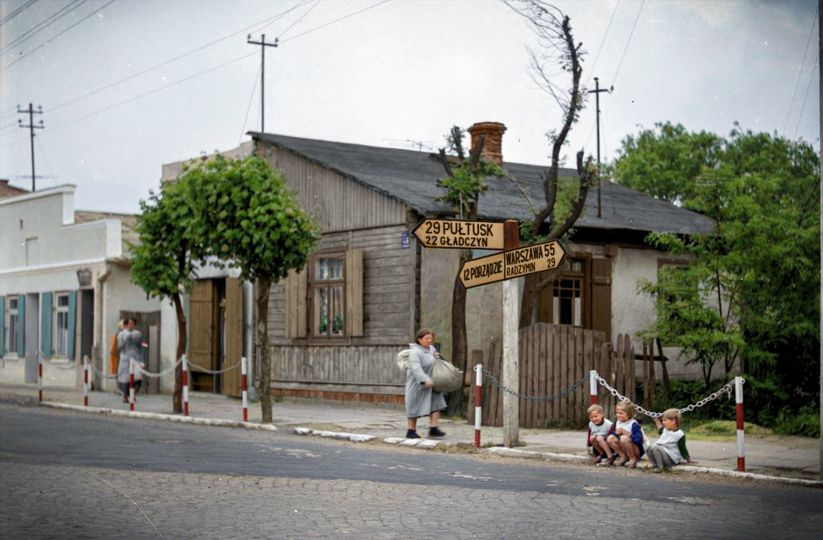 29 PUŁTUSK
22 GŁADCZYN
12 PORZĄDZIE
WARSZAWA 55
RADZYMIN 29